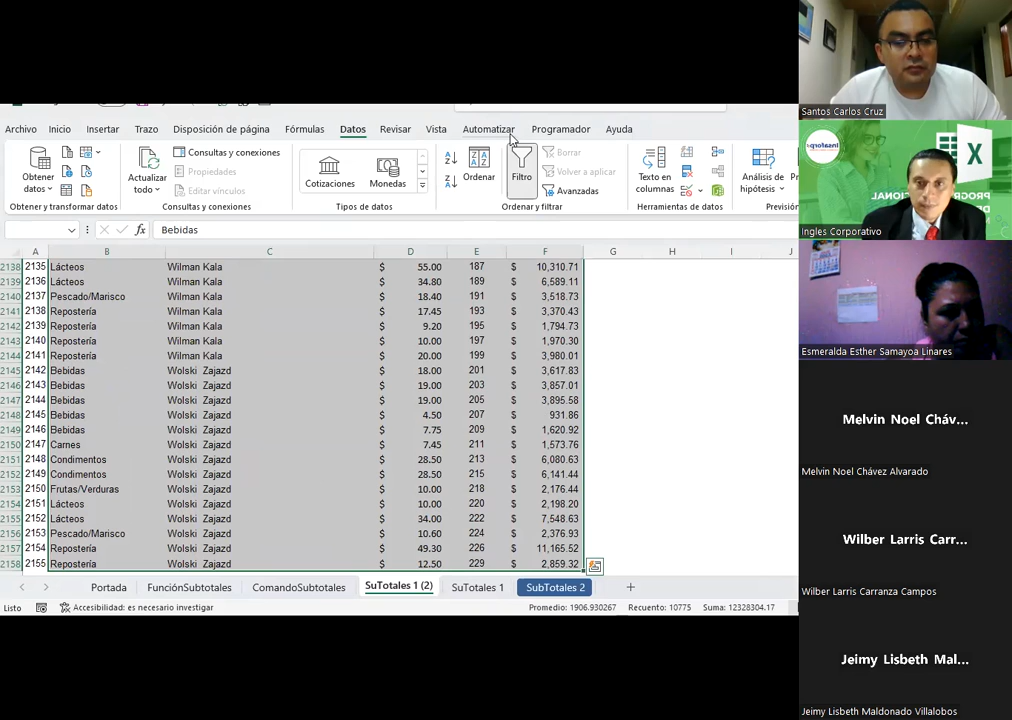 Archivo Inicio Insertar Trazo Disposición de página Fórmulas Datos Revisar Vista Automatizar Programador Ayuda
Obtener datos
Obtener y transformar datos
Actualizar todo
Consultas y conexiones
Propiedades
Editar vínculos
Consultas y conexiones
Cotizaciones Monedas
Tipos de datos
Ordenar
Filtro
Borrar
Volver a aplicar
Avanzadas
Ordenar y filtrar
Texto en columnas
Herramientas de datos
Análisis de hipótesis
Previsión
fx Bebidas
A B C D E F G H I J
2138 2135 Lácteos Wilman Kala $ 55.00 187 $ 10,310.71
2139 2136 Lácteos Wilman Kala $ 34.80 189 $ 6,589.11
2140 2137 Pescado/Marisco Wilman Kala $ 18.40 191 $ 3,518.73
2141 2138 Repostería Wilman Kala $ 17.45 193 $ 3,370.43
2142 2139 Repostería Wilman Kala $ 9.20 195 $ 1,794.73
2143 2140 Repostería Wilman Kala $ 10.00 197 $ 1,970.30
2144 2141 Repostería Wilman Kala $ 20.00 199 $ 3,980.01
2145 2142 Bebidas Wolski Zajazd $ 18.00 201 $ 3,617.83
2146 2143 Bebidas Wolski Zajazd $ 19.00 203 $ 3,857.01
2147 2144 Bebidas Wolski Zajazd $ 19.00 205 $ 3,895.58
2148 2145 Bebidas Wolski Zajazd $ 4.50 207 $ 931.86
2149 2146 Bebidas Wolski Zajazd $ 7.75 209 $ 1,620.92
2150 2147 Carnes Wolski Zajazd $ 7.45 211 $ 1,573.76
2151 2148 Condimentos Wolski Zajazd $ 28.50 213 $ 6,080.63
2152 2149 Condimentos Wolski Zajazd $ 28.50 215 $ 6,141.44
2153 2150 Frutas/Verduras Wolski Zajazd $ 10.00 218 $ 2,176.44
2154 2151 Lácteos Wolski Zajazd $ 10.00 220 $ 2,198.20
2155 2152 Lácteos Wolski Zajazd $ 34.00 222 $ 7,548.63
2156 2153 Pescado/Marisco Wolski Zajazd $ 10.60 224 $ 2,376.93
2157 2154 Repostería Wolski Zajazd $ 49.30 226 $ 11,165.52
2158 2155 Repostería Wolski Zajazd $ 12.50 229 $ 2,859.32
Portada FunciónSubtotales ComandoSubtotales SuTotales 1 (2) SuTotales 1 SubTotales 2
Listo Accesibilidad: es necesario investigar Promedio: 1906.930267 Recuento: 10775 Suma: 12328304.17
Santos Carlos Cruz
Ingles Corporativo
Esmeralda Esther Samayoa Linares
Melvin Noel Cháv...
Melvin Noel Chávez Alvarado
Wilber Larris Carr...
Wilber Larris Carranza Campos
Jeimy Lisbeth Mal...
Jeimy Lisbeth Maldonado Villalobos